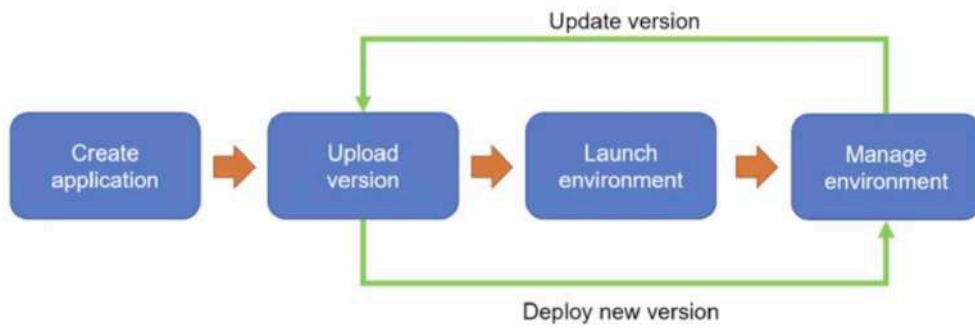 Update version
Create
application
Upload
version
Launch
environment
Manage
environment
Deploy new version